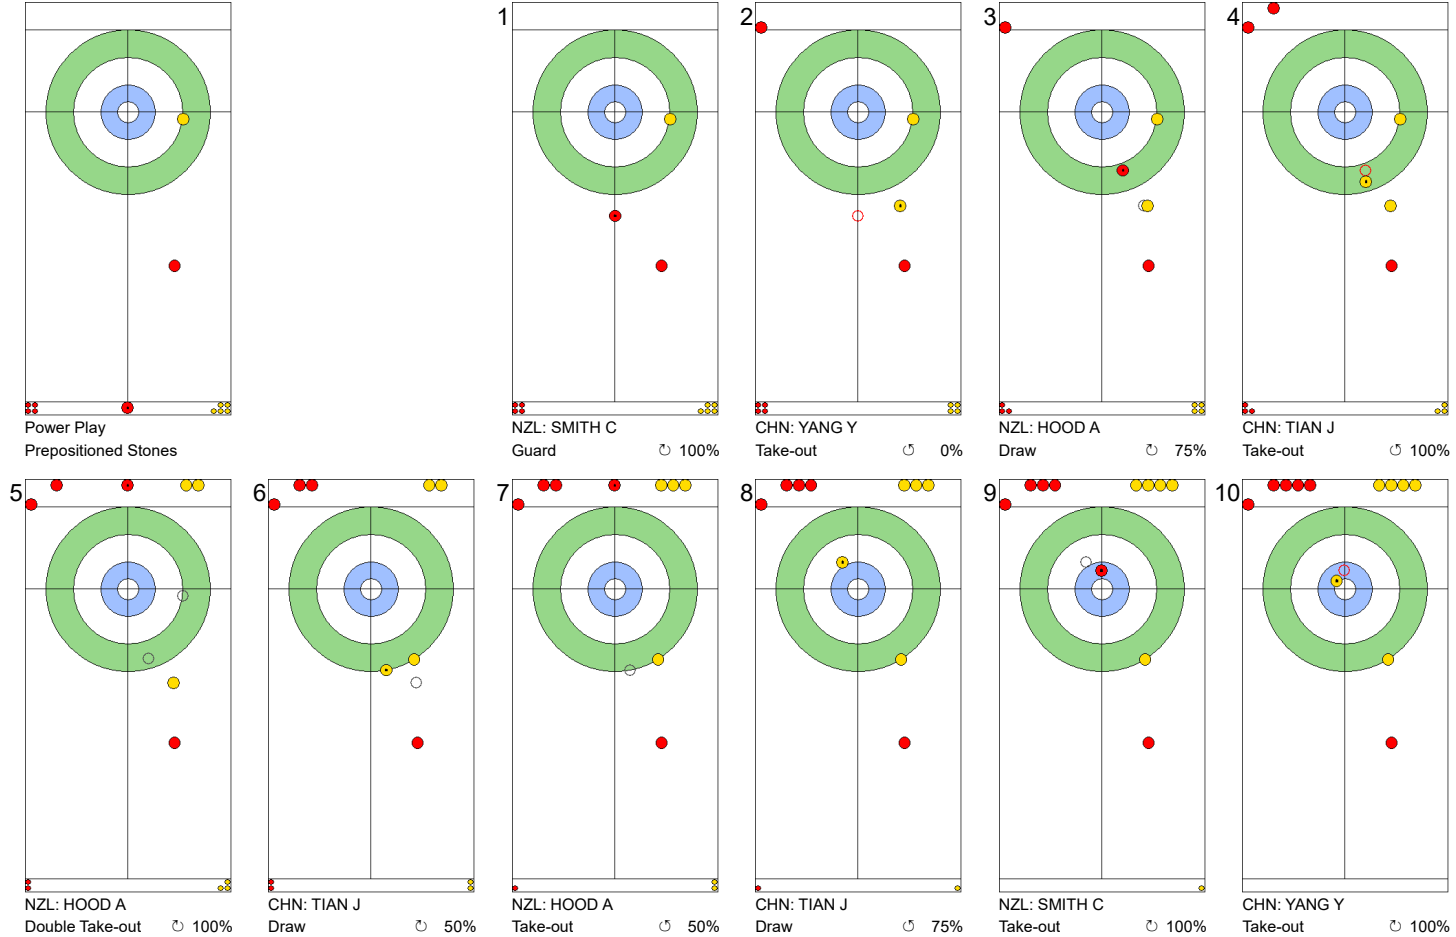 1
2
3
4
Power Play
Prepositioned Stones
NZL: SMITH C
Guard ↻ 100%
CHN: YANG Y
Take-out ↺ 0%
NZL: HOOD A
Draw ↻ 75%
CHN: TIAN J
Take-out ↺ 100%
5
6
7
8
9
10
NZL: HOOD A
Double Take-out ↻ 100%
CHN: TIAN J
Draw ↻ 50%
NZL: HOOD A
Take-out ↺ 50%
CHN: TIAN J
Draw ↺ 75%
NZL: SMITH C
Take-out ↻ 100%
CHN: YANG Y
Take-out ↻ 100%